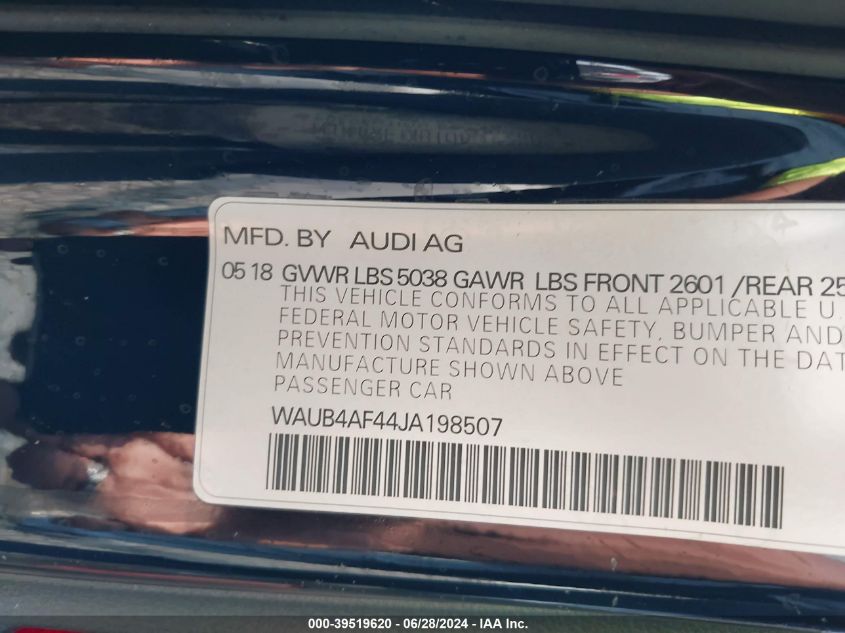 MFD. BY AUDI AG
05 18 GVWR LBS 5038 GAWR LBS FRONT 2601 /REAR 25
THIS VEHICLE CONFORMS TO ALL APPLICABLE U.
FEDERAL MOTOR VEHICLE SAFETY, BUMPER AND
PREVENTION STANDARDS IN EFFECT ON THE DAT
MANUFACTURE SHOWN ABOVE
PASSENGER CAR
WAUB4AF44JA198507
000-39519620 / 06/28/2024 - IAA Inc.